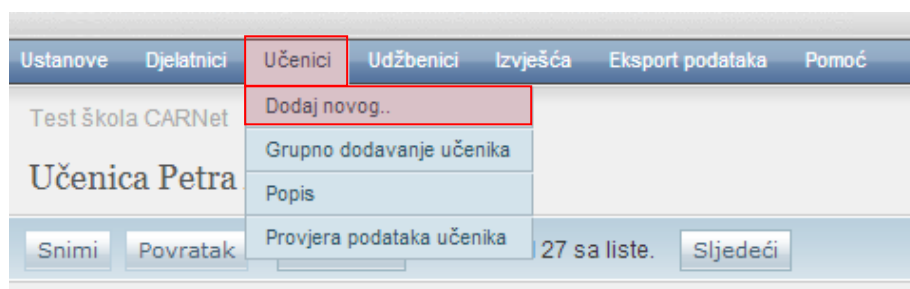 Ustanove Djelatnici Učenici Udžbenici Izvješća Eksport podataka Pomoć
Test škola CARNet
Dodaj novog..
Učenica Petra
Grupno dodavanje učenika
Popis
Provjera podataka učenika
Snimi Povratak 27 sa liste. Sljedeći